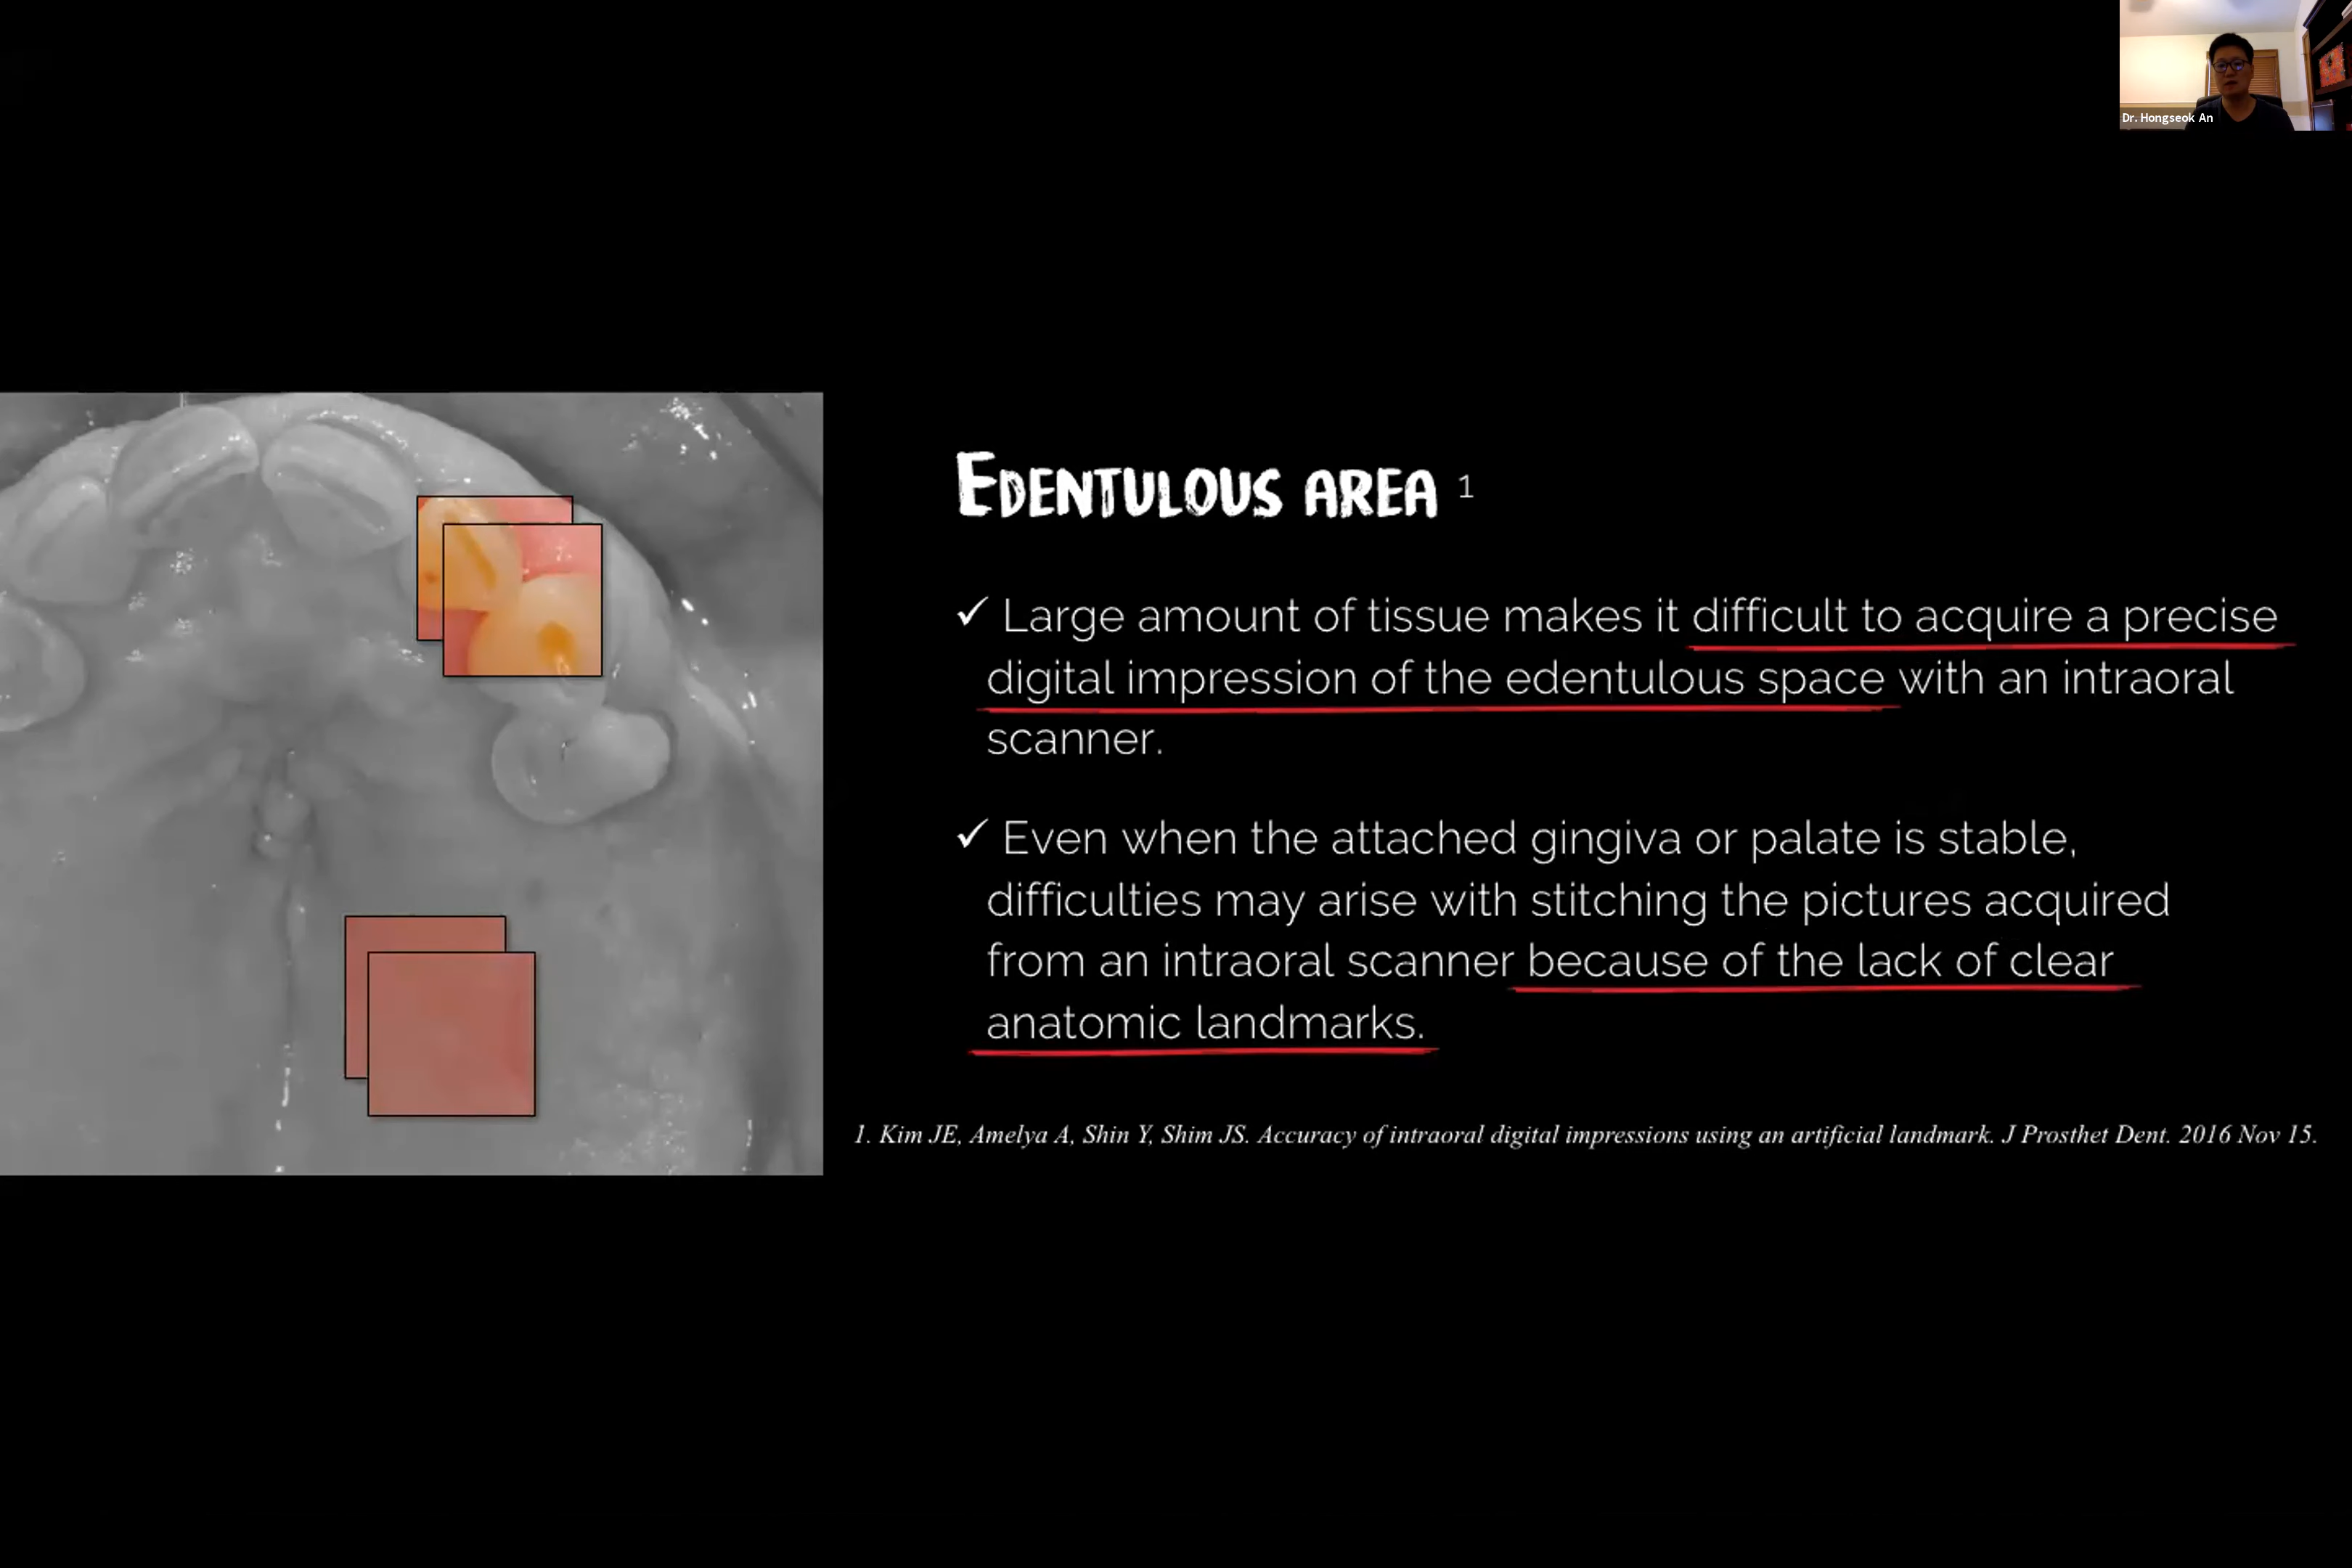 Dr. Hongseok An
EDENTULOUS AREA 1
✓ Large amount of tissue makes it difficult to acquire a precise
digital impression of the edentulous space with an intraoral
scanner.
✓ Even when the attached gingiva or palate is stable,
difficulties may arise with stitching the pictures acquired
from an intraoral scanner because of the lack of clear
anatomic landmarks.
1. Kim JE, Amelya A, Shin Y, Shim JS. Accuracy of intraoral digital impressions using an artificial landmark. J Prosthet Dent. 2016 Nov 15.